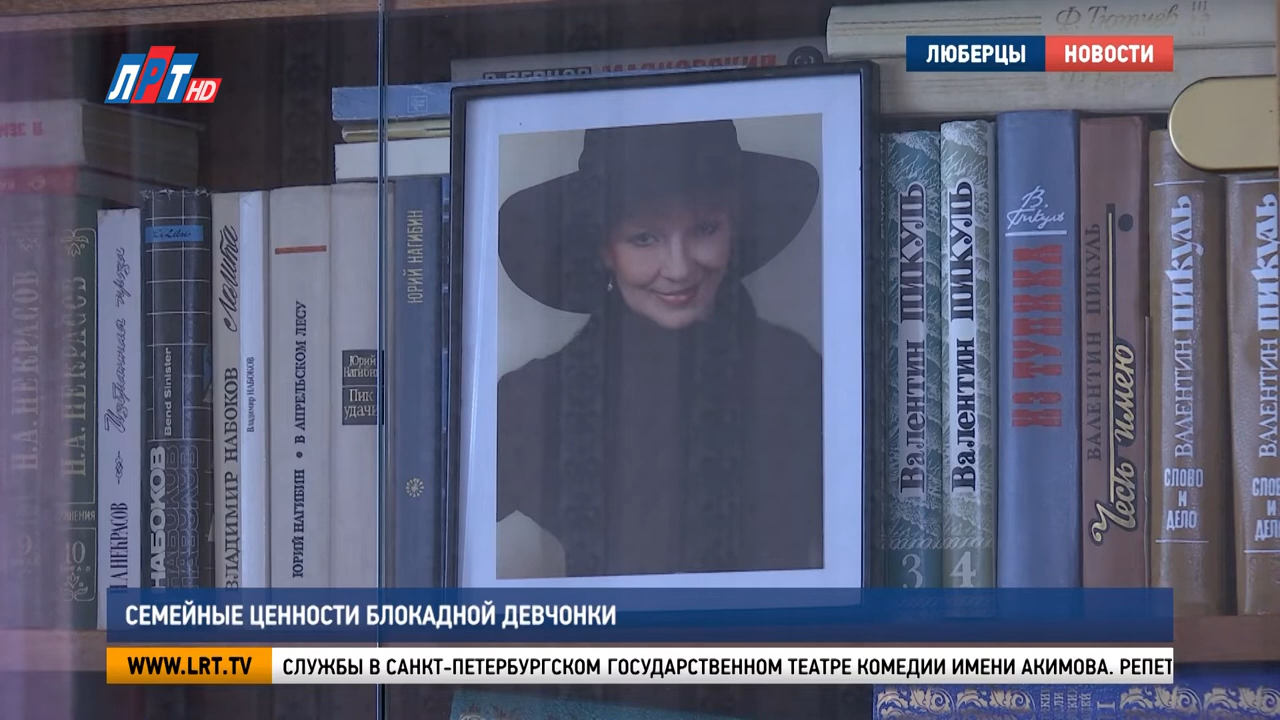 ЛРТ HD
ЛЮБЕРЦЫ НОВОСТИ
Ф. Тютчев
МАЯКОВСКИЙ
Н.А.НЕКРАСОВ
Н.А.НЕКРАСОВ
10
Н.А.НЕКРАСОВ
Bend Sinister
НАБОКОВ
НАБОКОВ
Лолита
ВЛАДИМИР НАБОКОВ
Владимир НАБОКОВ
ЮРИЙ НАГИБИН • В АПРЕЛЬСКОМ ЛЕСУ
Юрий
Нагибин
Пик
удачи
ЮРИЙ НАГИБИН
Валентин ПИКУЛЬ
3
Валентин ПИКУЛЬ
4
В. Пикуль
ИЗ ТУПИКА
ВАЛЕНТИН ПИКУЛЬ
Честь имею
ВАЛЕНТИН ПИКУЛЬ
СЛОВО
И
ДЕЛО
ВАЛЕНТИН ПИКУЛЬ
СЛОВО
И
ДЕЛО
СЕМЕЙНЫЕ ЦЕННОСТИ БЛОКАДНОЙ ДЕВЧОНКИ
WWW.LRT.TV СЛУЖБЫ В САНКТ-ПЕТЕРБУРГСКОМ ГОСУДАРСТВЕННОМ ТЕАТРЕ КОМЕДИИ ИМЕНИ АКИМОВА. РЕПЕТ